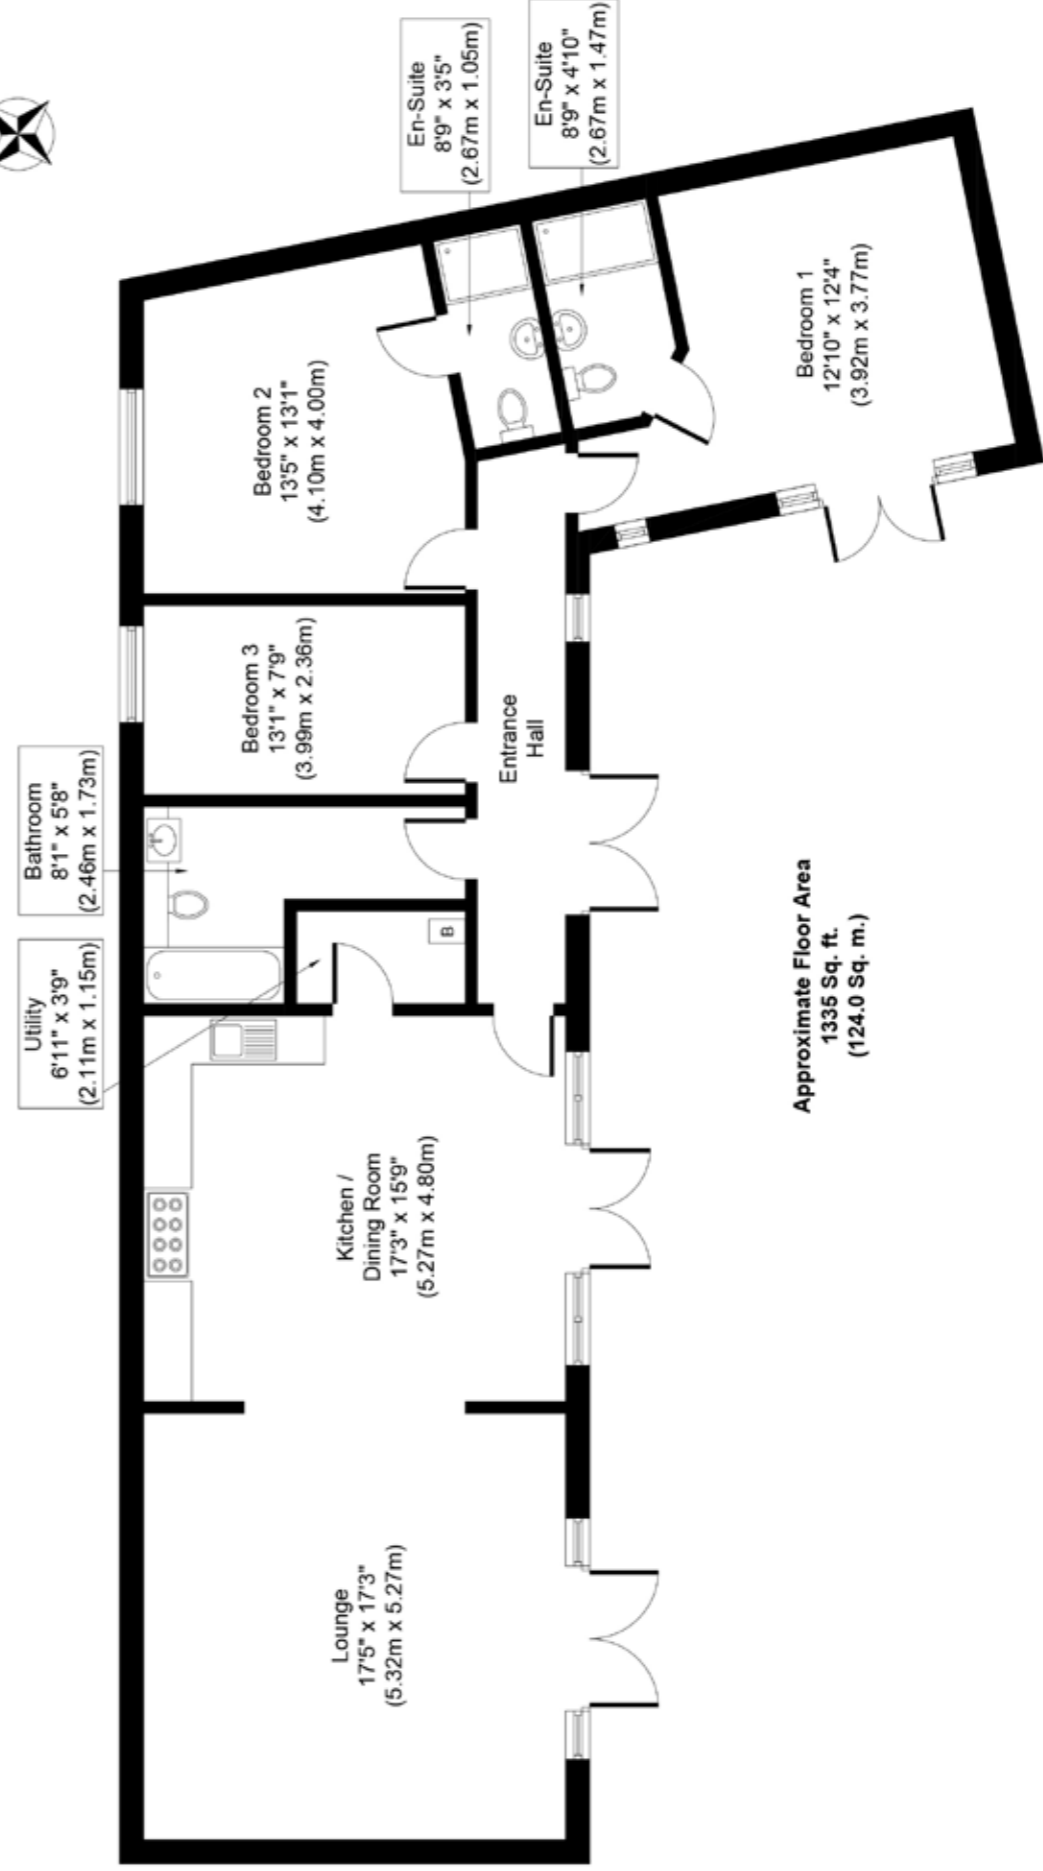 Utility
6'11" x 3'9"
(2.11m x 1.15m)
Bathroom
8'1" x 5'8"
(2.46m x 1.73m)
Lounge
17'5" x 17'3"
(5.32m x 5.27m)
Kitchen /
Dining Room
17'3" x 15'9"
(5.27m x 4.80m)
B
Bedroom 3
13'1" x 7'9"
(3.99m x 2.36m)
Bedroom 2
13'5" x 13'1"
(4.10m x 4.00m)
En-Suite
8'9" x 3'5"
(2.67m x 1.05m)
En-Suite
8'9" x 4'10"
(2.67m x 1.47m)
Entrance
Hall
Bedroom 1
12'10" x 12'4"
(3.92m x 3.77m)
Approximate Floor Area
1335 Sq. ft.
(124.0 Sq. m.)